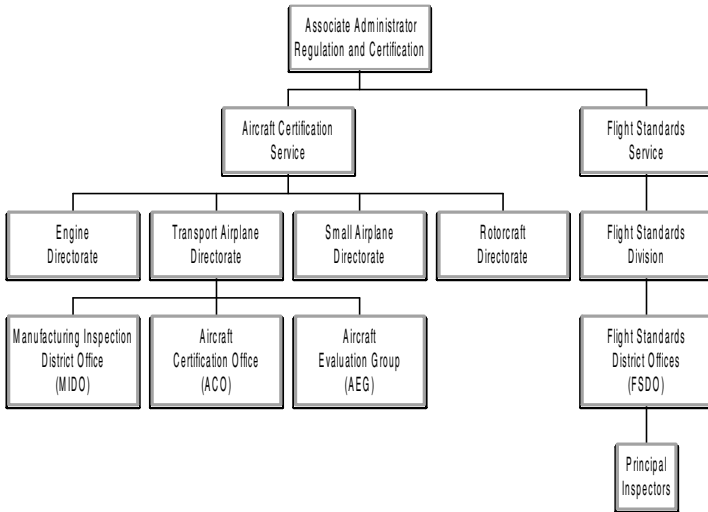 Associate Administrator
Regulation and Certification
Aircraft Certification
Service
Flight Standards
Service
Engine
Directorate
Transport Airplane
Directorate
Small Airplane
Directorate
Rotorcraft
Directorate
Flight Standards
Division
Manufacturing Inspection
District Office
(MIDO)
Aircraft
Certification Office
(ACO)
Aircraft
Evaluation Group
(AEG)
Flight Standards
District Offices
(FSDO)
Principal
Inspectors